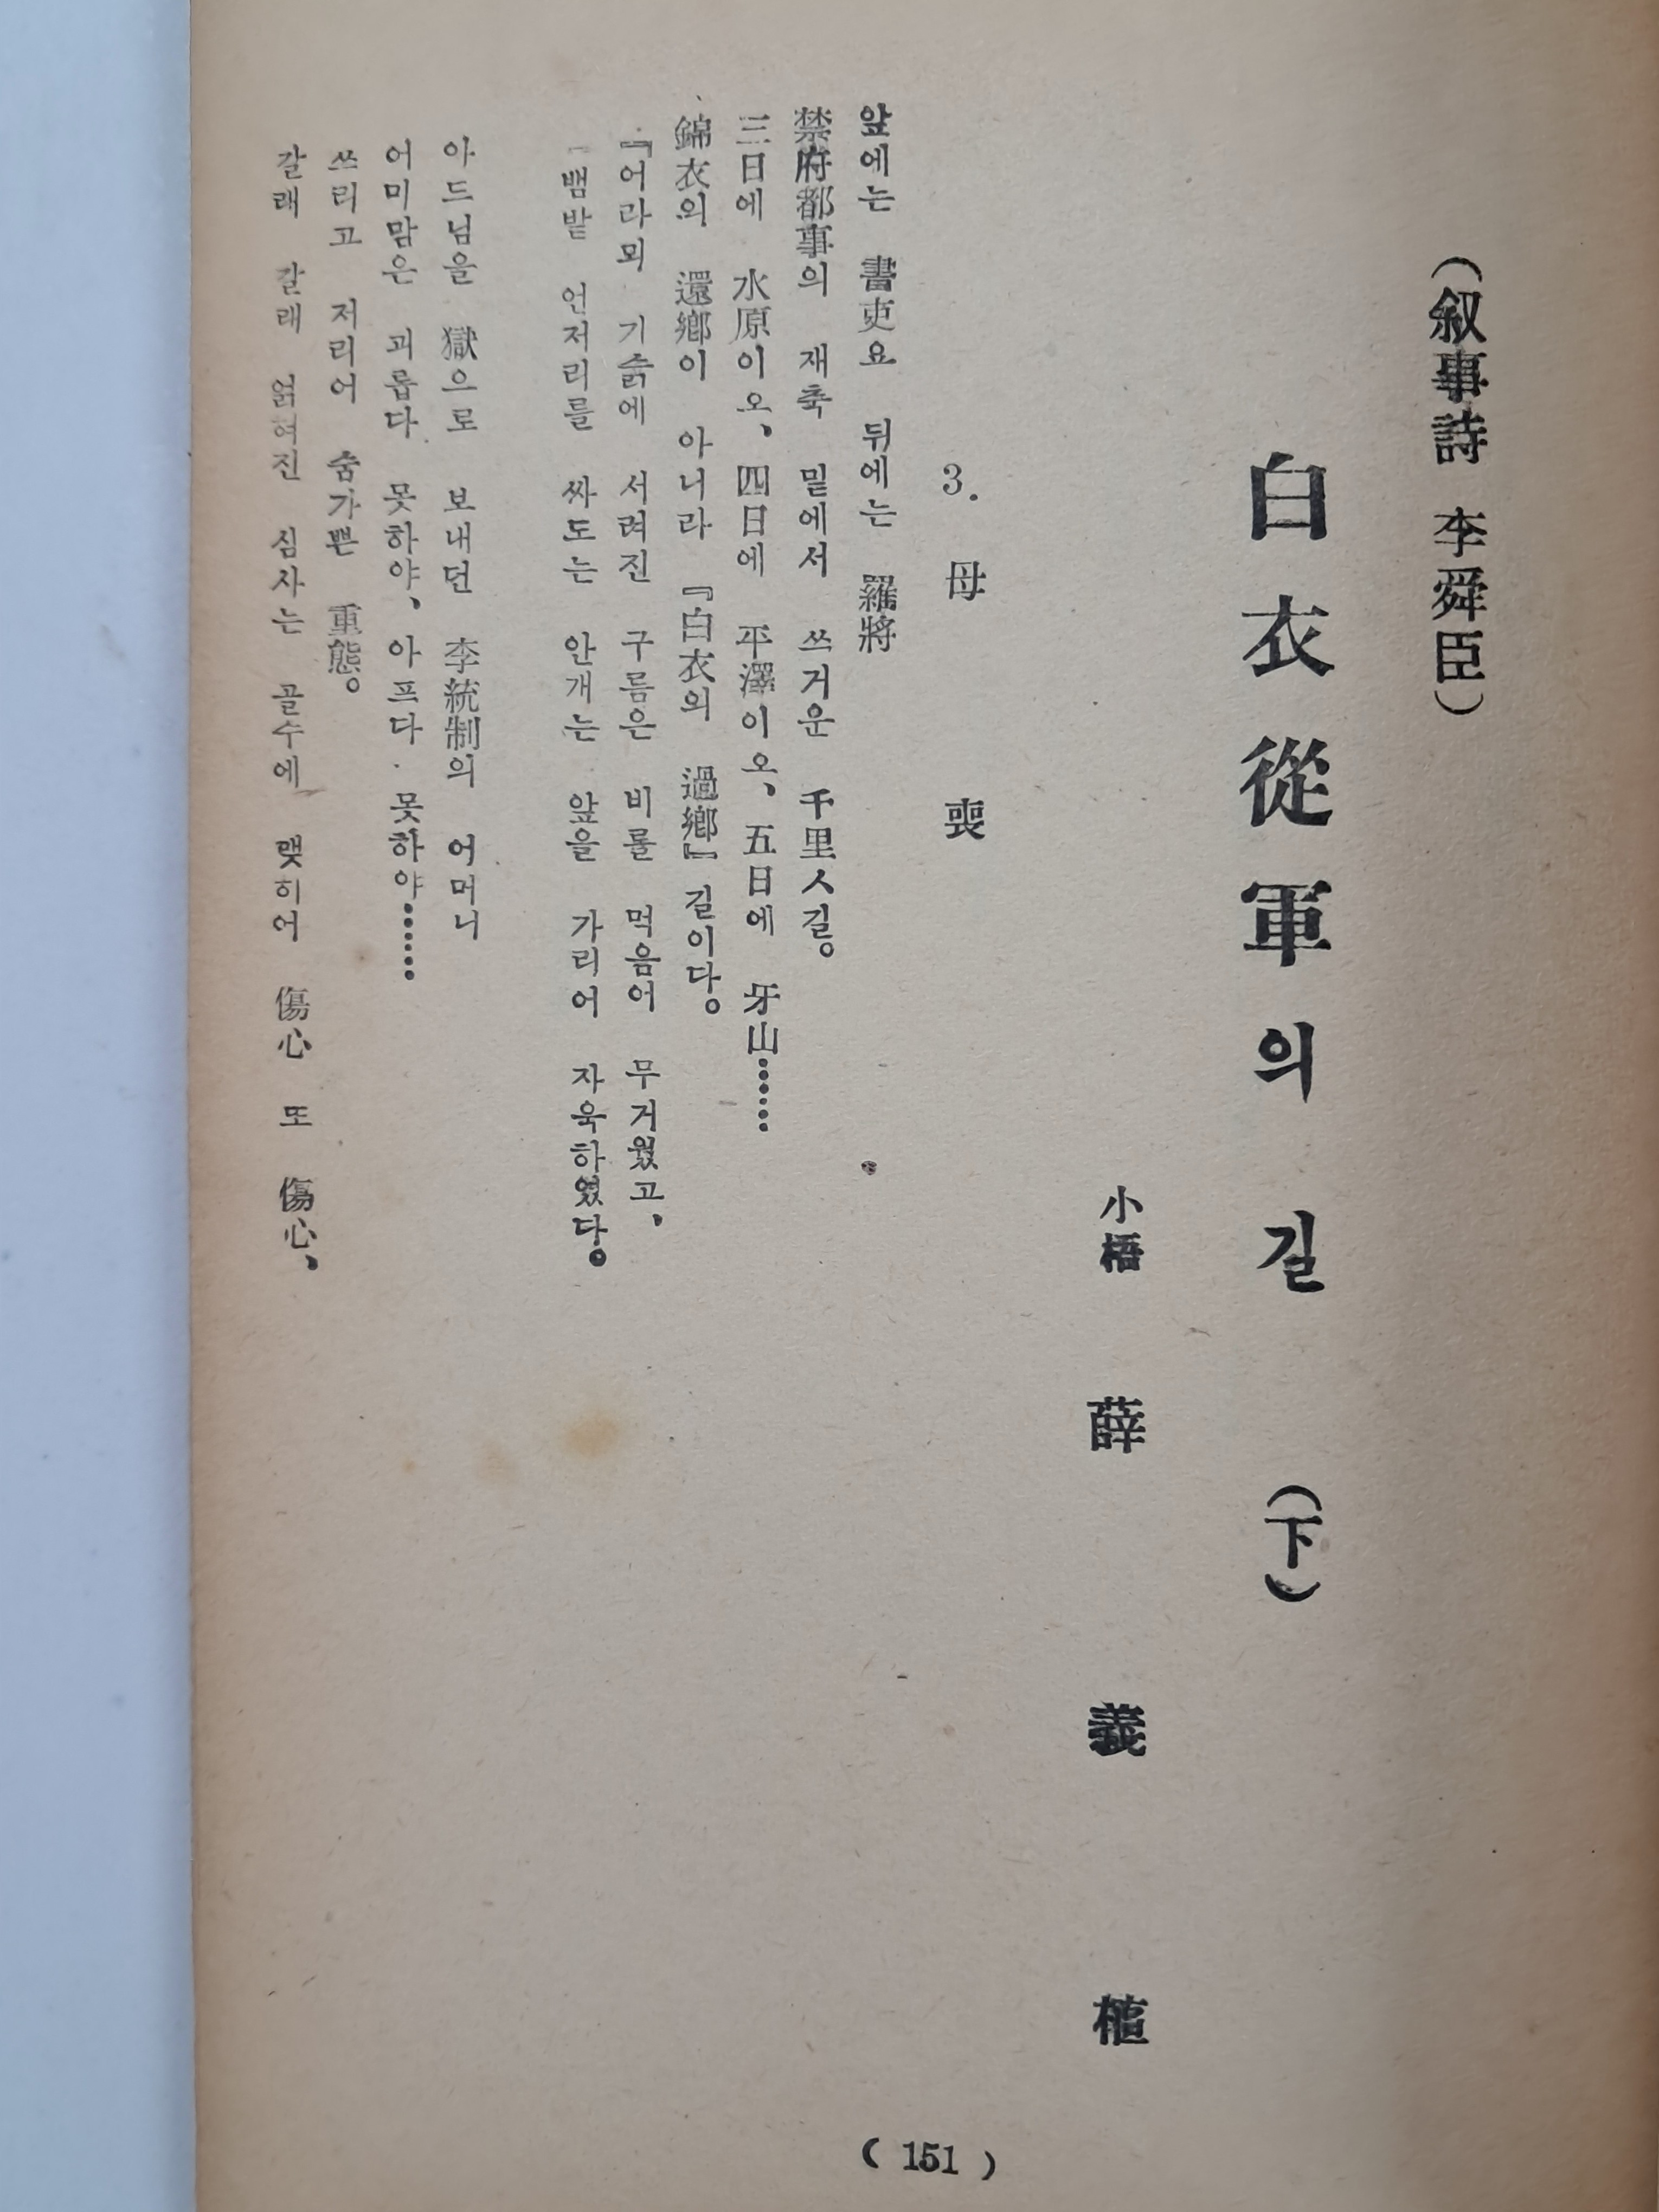 (叙事詩 李舜臣)
白衣從軍의 길 (下)
小梧 薛義植
3. 母喪
앞에는 書吏요 뒤에는 羅將
禁府都事의 재축 밑에서 쓰거운 千里人길。
三日에 水原이오、四日에 平澤이오、五日에 牙山……
錦衣의 還鄕이 아니라 『白衣의 過鄕』길이다。
『어라뫼 기슭에 서려진 구름은 비를 먹음어 무거웠고、
『뱀밭 언저리를 싸도는 안개는 앞을 가리어 자욱하였다。
아드님을 獄으로 보내던 李統制의 어머니
어미맘은 괴롭다 못하야、아프다 못하야……
쓰리고 저리어 숨가쁜 重態。
갈래 갈래 얽여진 심사는 골수에 맺히어 傷心 또 傷心、
( 151 )